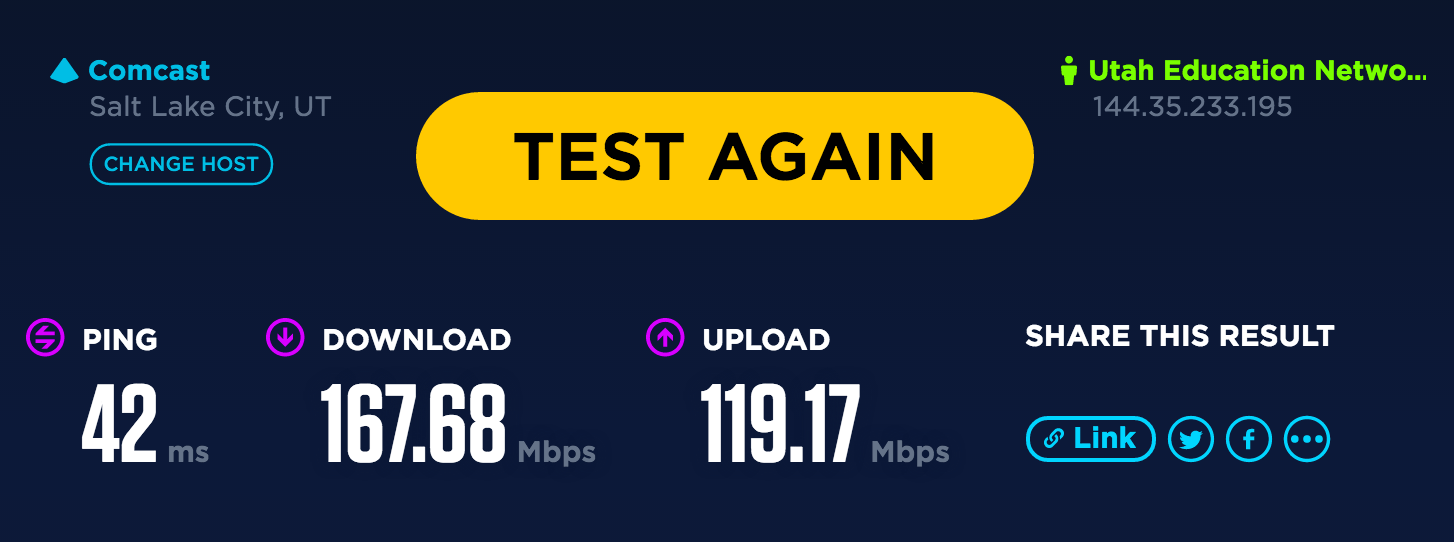 Comcast
Salt Lake City, UT
CHANGE HOST
TEST AGAIN
Utah Education Netwo...
144.35.233.195
PING
42 ms
DOWNLOAD
167.68 Mbps
UPLOAD
119.17 Mbps
SHARE THIS RESULT
Link